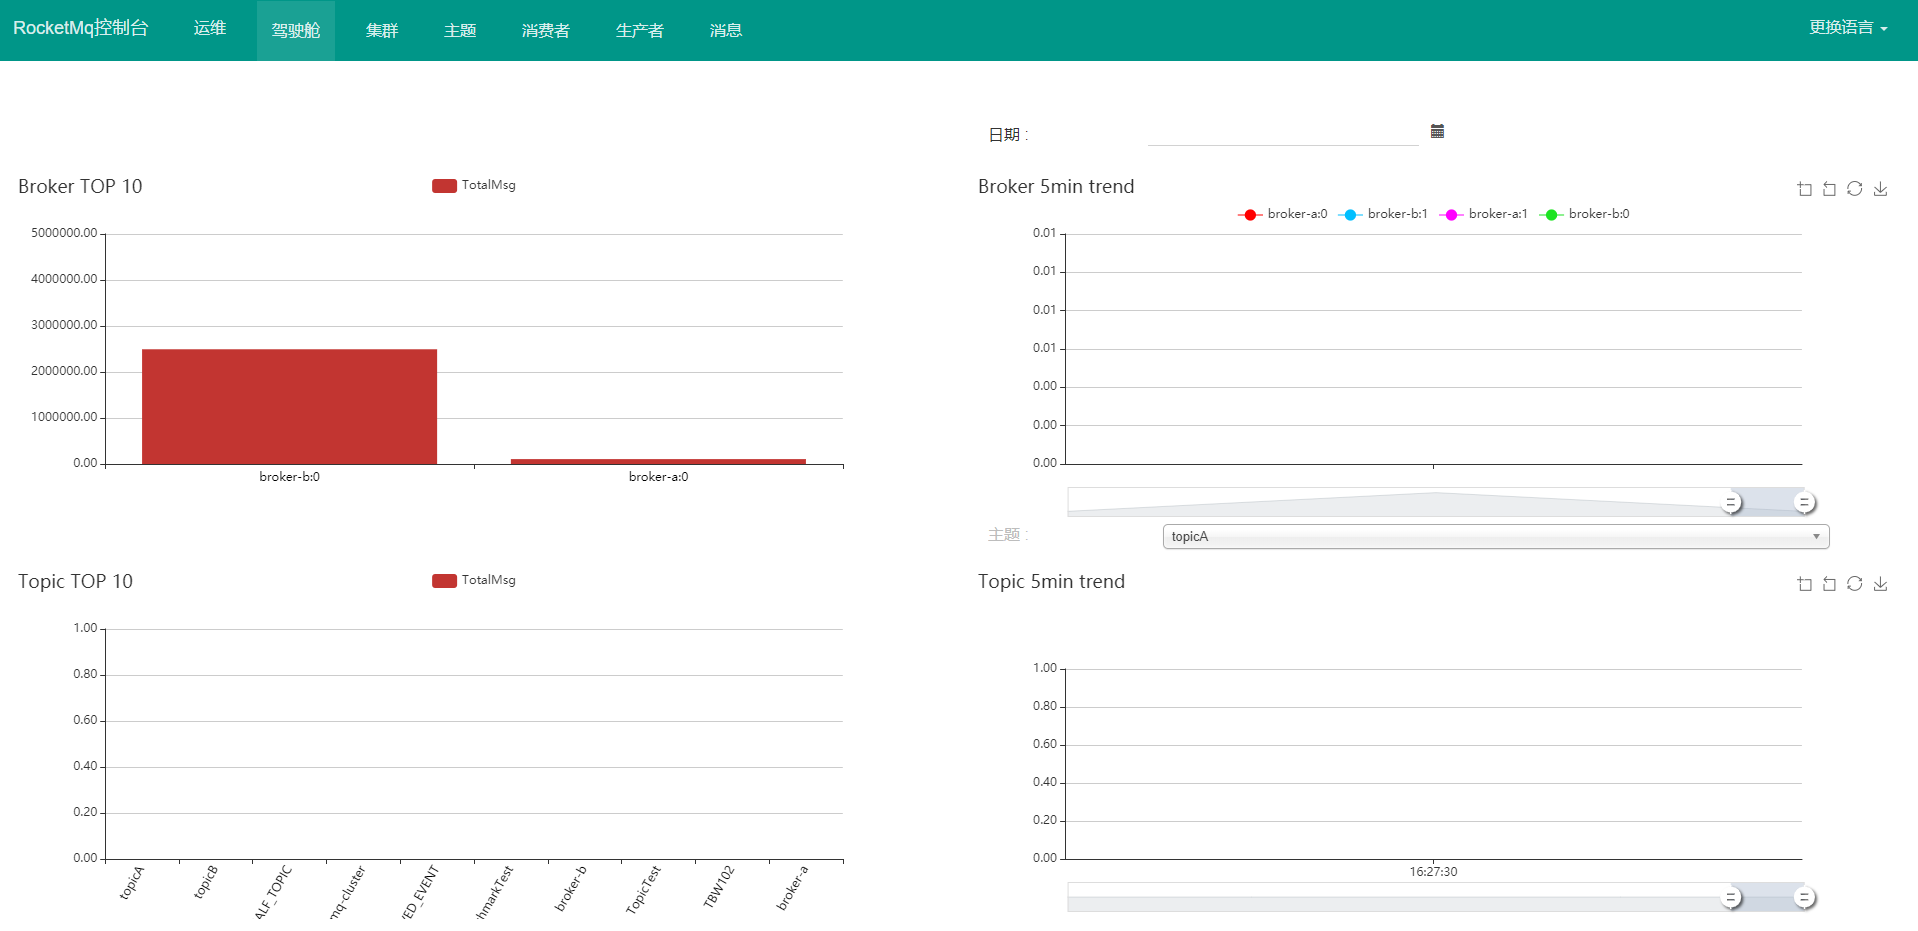 RocketMq控制台 运维 驾驶舱 集群 主题 消费者 生产者 消息 更换语言
日期 :
Broker TOP 10
TotalMsg
5000000.00
4000000.00
3000000.00
2000000.00
1000000.00
0.00
broker-b:0 broker-a:0
Broker 5min trend
broker-a:0 broker-b:1 broker-a:1 broker-b:0
0.01
0.01
0.01
0.01
0.00
0.00
0.00
主题 :
topicA
Topic TOP 10
TotalMsg
1.00
0.80
0.60
0.40
0.20
0.00
topicA
topicB
ALF_TOPIC
mq-cluster
ED_EVENT
hmarkTest
broker-b
TopicTest
TBW102
broker-a
Topic 5min trend
1.00
0.80
0.60
0.40
0.20
0.00
16:27:30